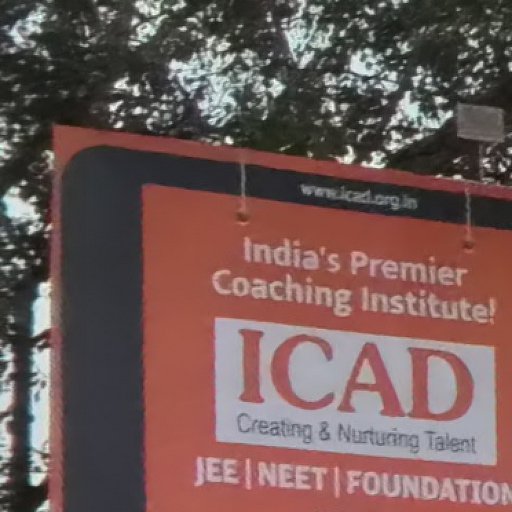 www.icad.org.in
India's Premier
Coaching Institute!
ICAD
Creating & Nurturing Talent
JEE | NEET | FOUNDATION